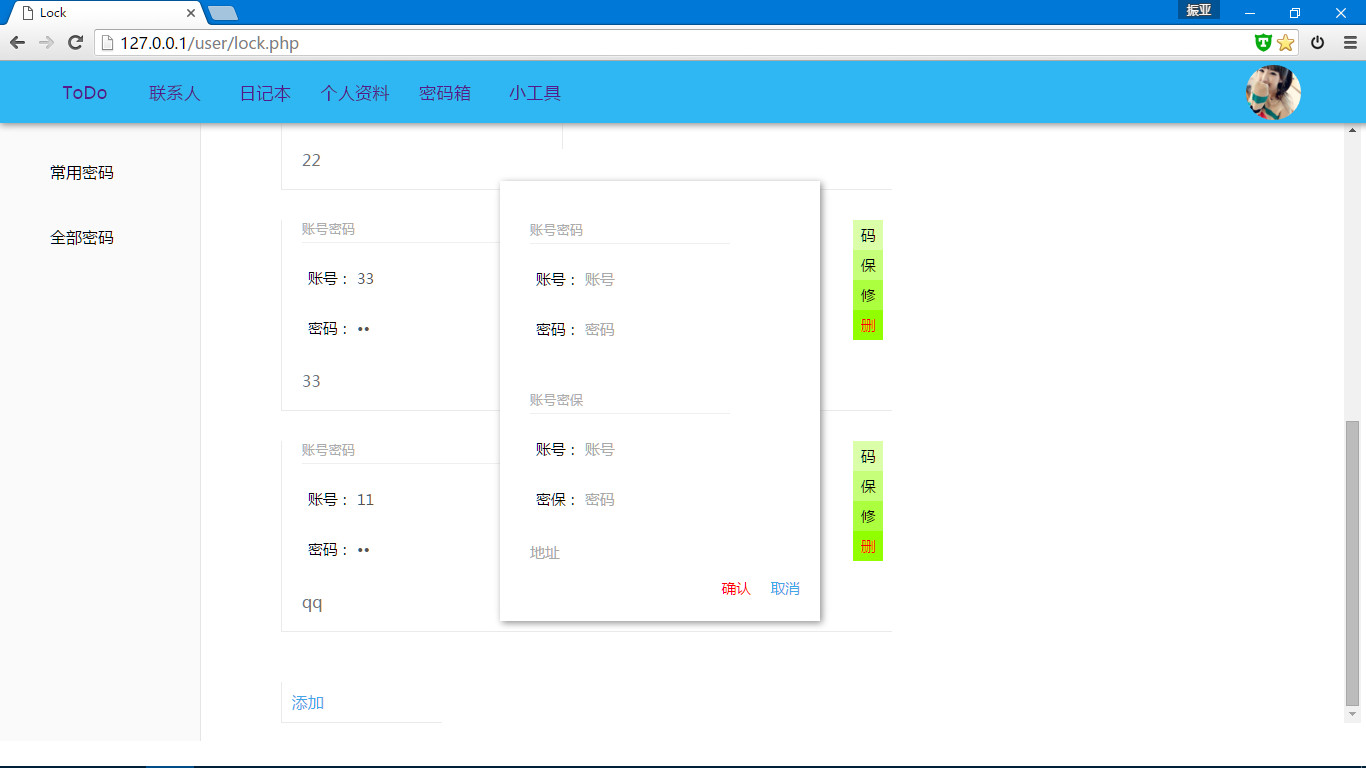 Lock
振亚
127.0.0.1/user/lock.php
ToDo 联系人 日记本 个人资料 密码箱 小工具
常用密码
全部密码
22
账号密码
账号： 33
密码： ••
33
码
保
修
删
账号密码
账号： 11
密码： ••
qq
码
保
修
删
添加
账号密码
账号： 账号
密码： 密码
账号密保
账号： 账号
密保： 密码
地址
确认 取消